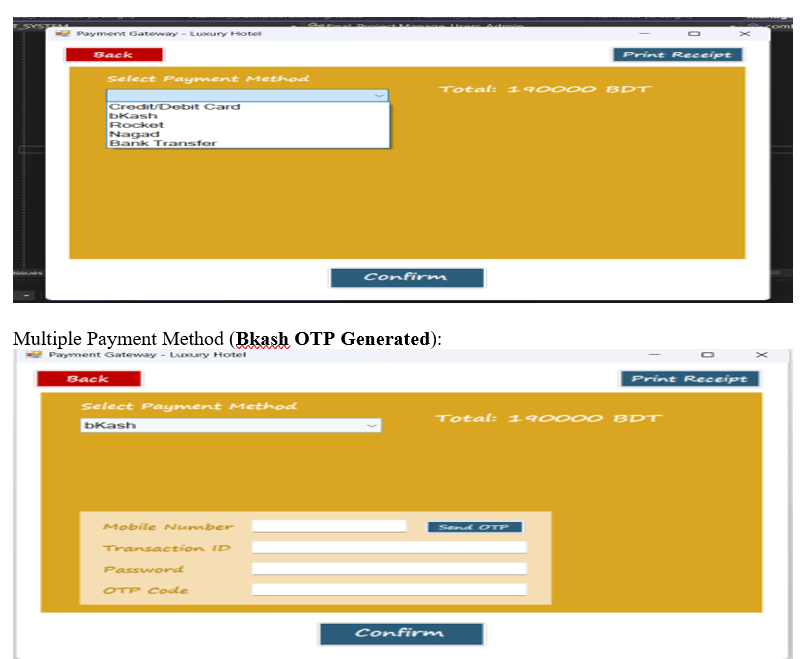 Payment Gateway - Luxury Hotel
Back
Print Receipt
Select Payment Method
Total: 190000 BDT
Credit/Debit Card
bKash
Rocket
Nagad
Bank Transfer
Confirm
Multiple Payment Method (Bkash OTP Generated):
Payment Gateway - Luxury Hotel
Back
Print Receipt
Select Payment Method
Total: 190000 BDT
bKash
Mobile Number
Send OTP
Transaction ID
Password
OTP Code
Confirm